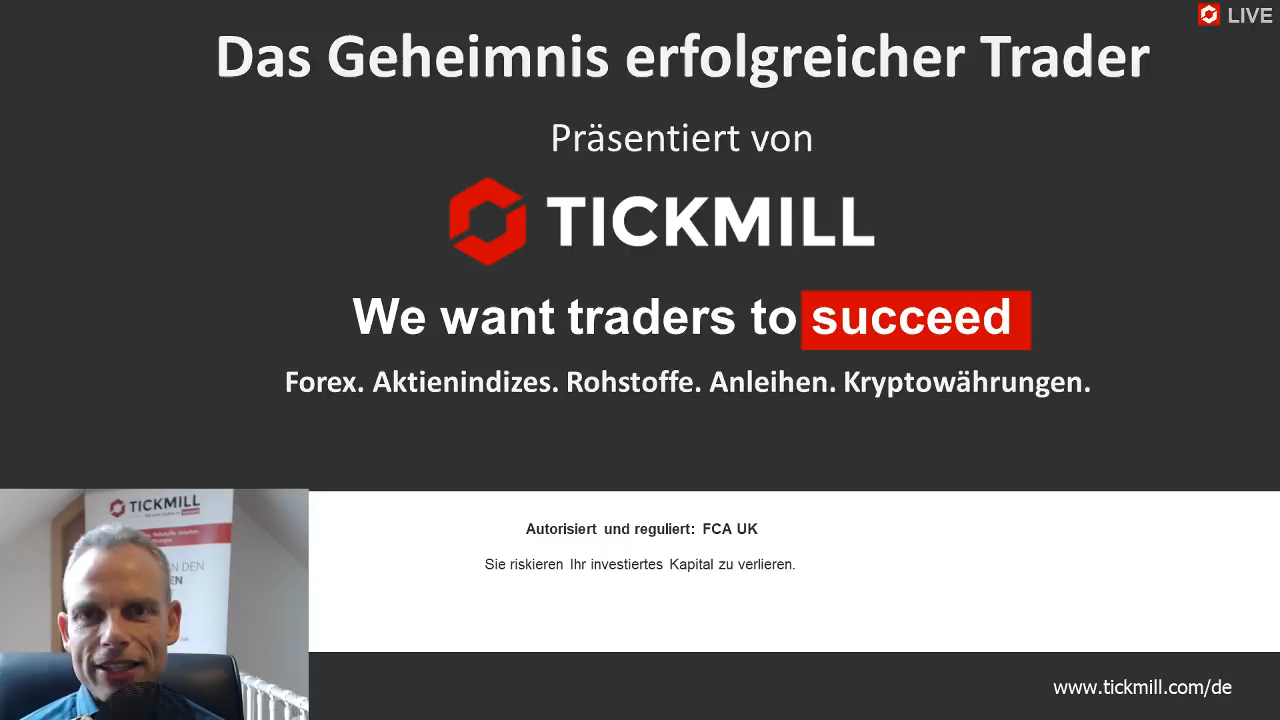 LIVE
Das Geheimnis erfolgreicher Trader
Präsentiert von
TICKMILL
We want traders to succeed
Forex. Aktienindizes. Rohstoffe. Anleihen. Kryptowährungen.
Autorisiert und reguliert: FCA UK
Sie riskieren Ihr investiertes Kapital zu verlieren.
TICKMILL
www.tickmill.com/de